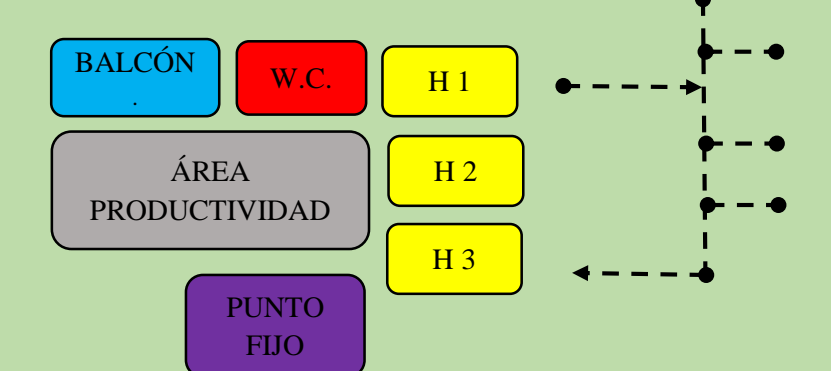 BALCÓN
.
W.C.
H 1
ÁREA
PRODUCTIVIDAD
H 2
H 3
PUNTO
FIJO